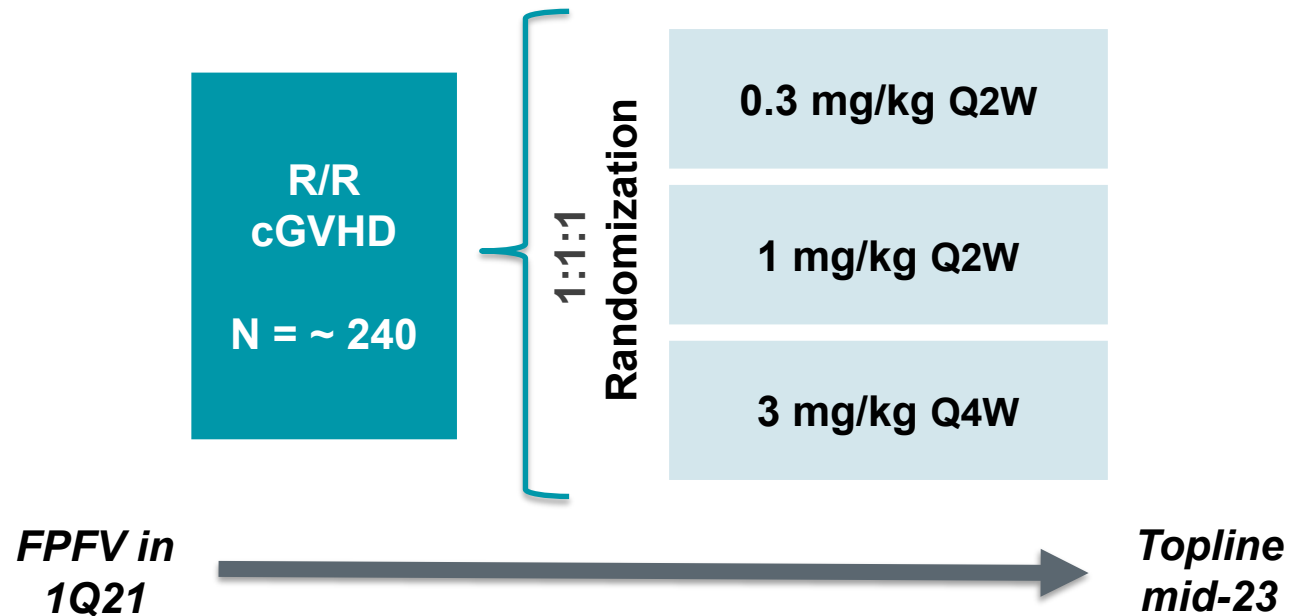 R/R
cGVHD
N = ~ 240
1:1:1
Randomization
0.3 mg/kg Q2W
1 mg/kg Q2W
3 mg/kg Q4W
FPFV in
1Q21
Topline
mid-23